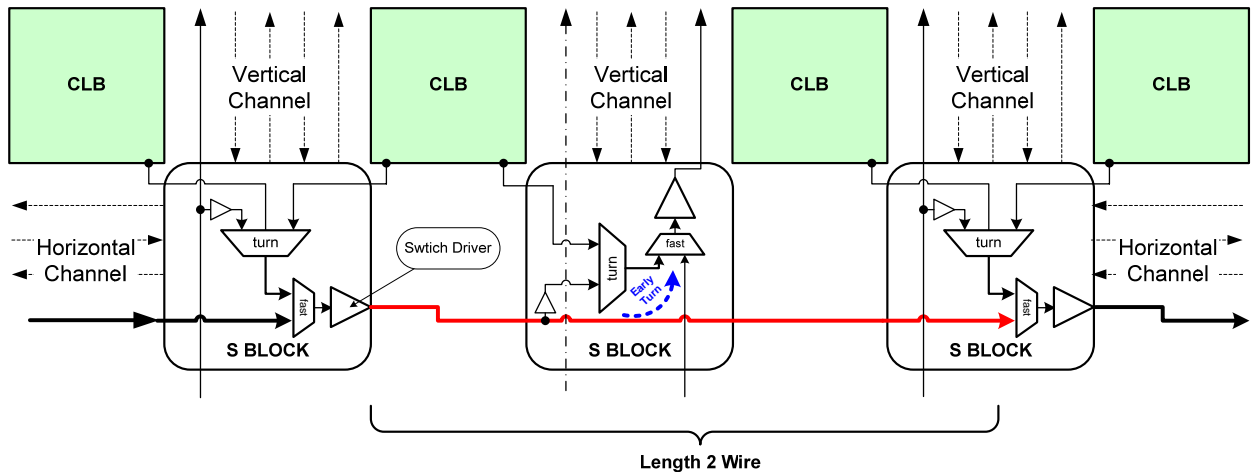 CLB
Vertical
Channel
CLB
Vertical
Channel
CLB
Vertical
Channel
CLB
Horizontal
Channel
turn
fast
S BLOCK
Swtich Driver
turn
fast
Early
Turn
S BLOCK
turn
fast
S BLOCK
Horizontal
Channel
Length 2 Wire